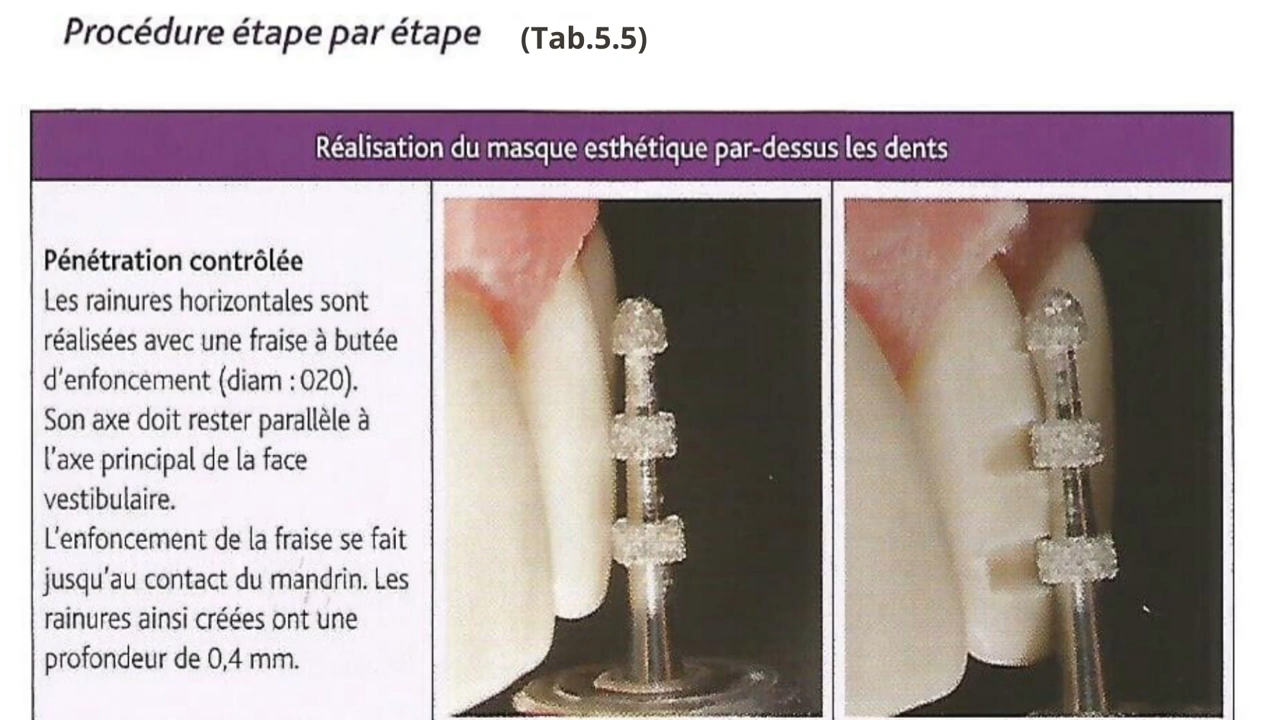 Procédure étape par étape (Tab.5.5)
Réalisation du masque esthétique par-dessus les dents
Pénétration contrôlée
Les rainures horizontales sont
réalisées avec une fraise à butée
d'enfoncement (diam : 020).
Son axe doit rester parallèle à
l'axe principal de la face
vestibulaire.
L'enfoncement de la fraise se fait
jusqu'au contact du mandrin. Les
rainures ainsi créées ont une
profondeur de 0,4 mm.